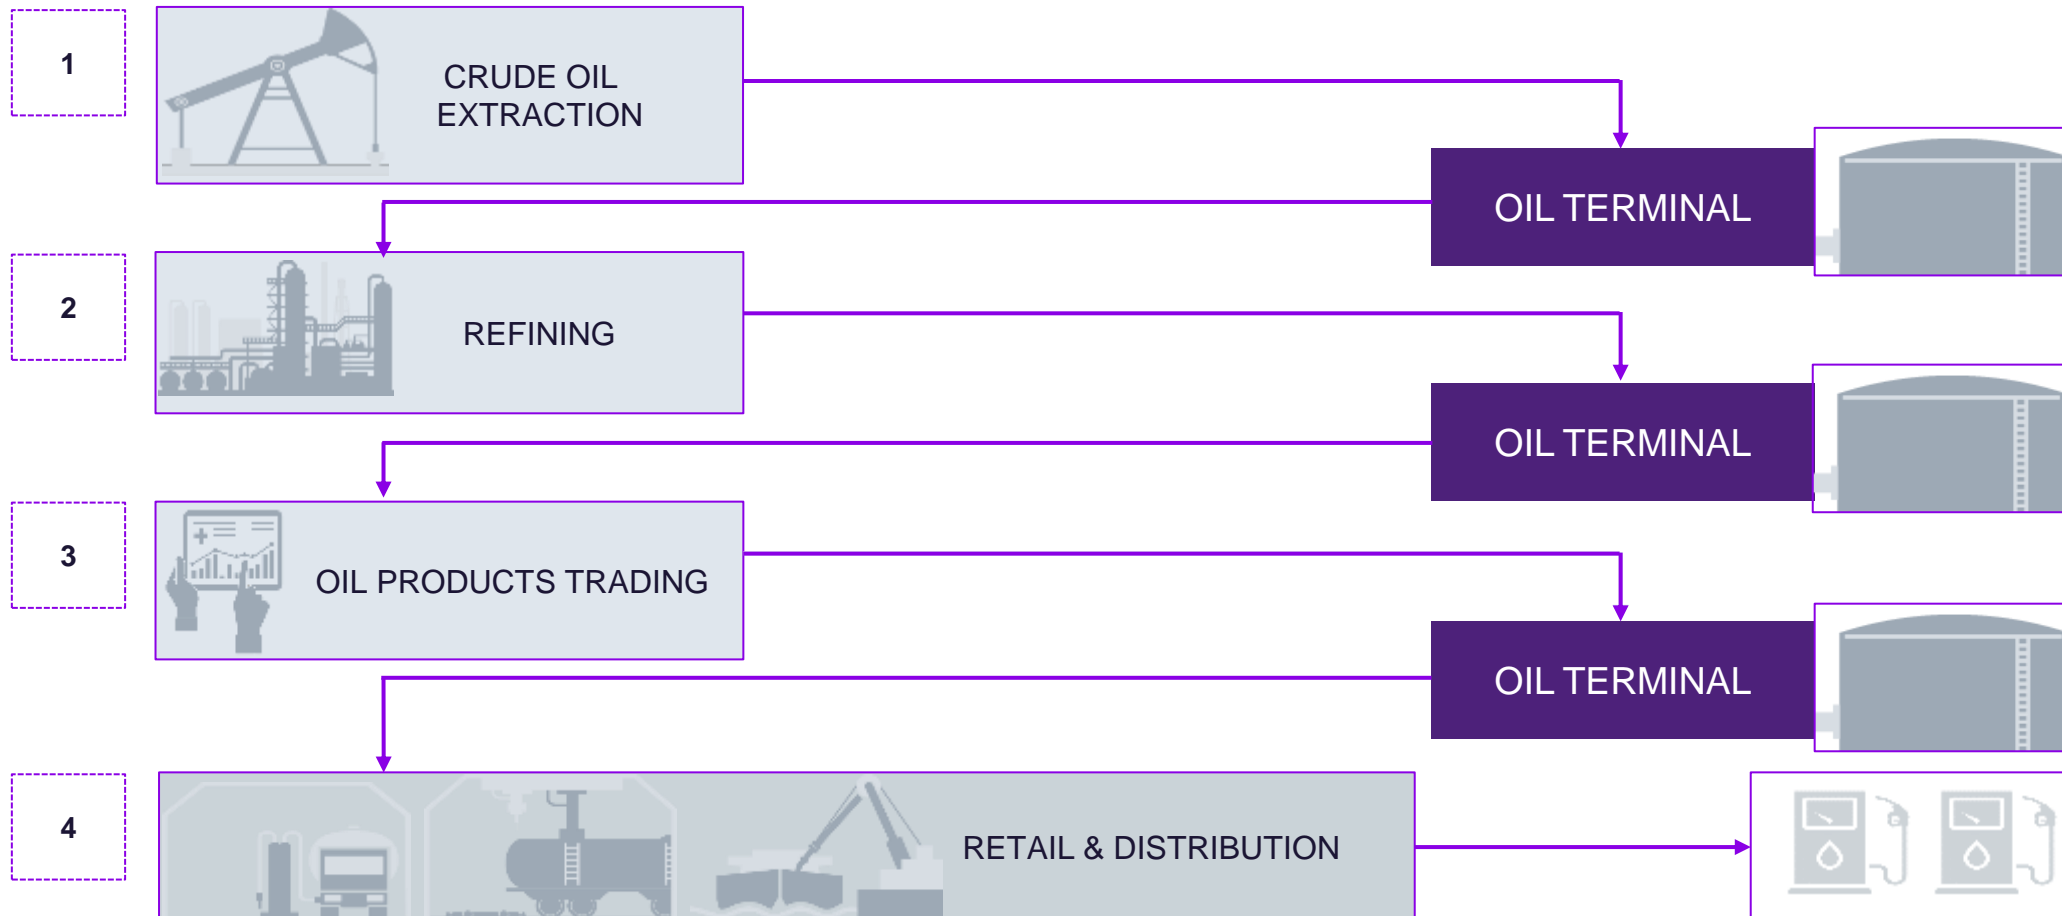 1
CRUDE OIL
EXTRACTION
OIL TERMINAL
2
REFINING
OIL TERMINAL
3
OIL PRODUCTS TRADING
OIL TERMINAL
4
RETAIL & DISTRIBUTION